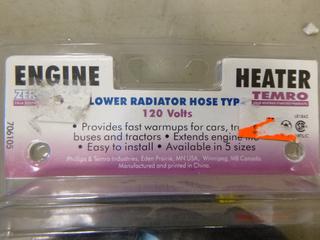 ENGINE
HEATER
ZER
TEMRO
LOWER RADIATOR HOSE TYP
120 Volts
• Provides fast warmups for cars, tr
buses and tractors • Extends engine li
• Easy to install • Available in 5 sizes
Phillips & Temro Industries, Eden Prairie, MN USA, Winnipeg, MB Canada.
Manufactured and printed in China.
706105